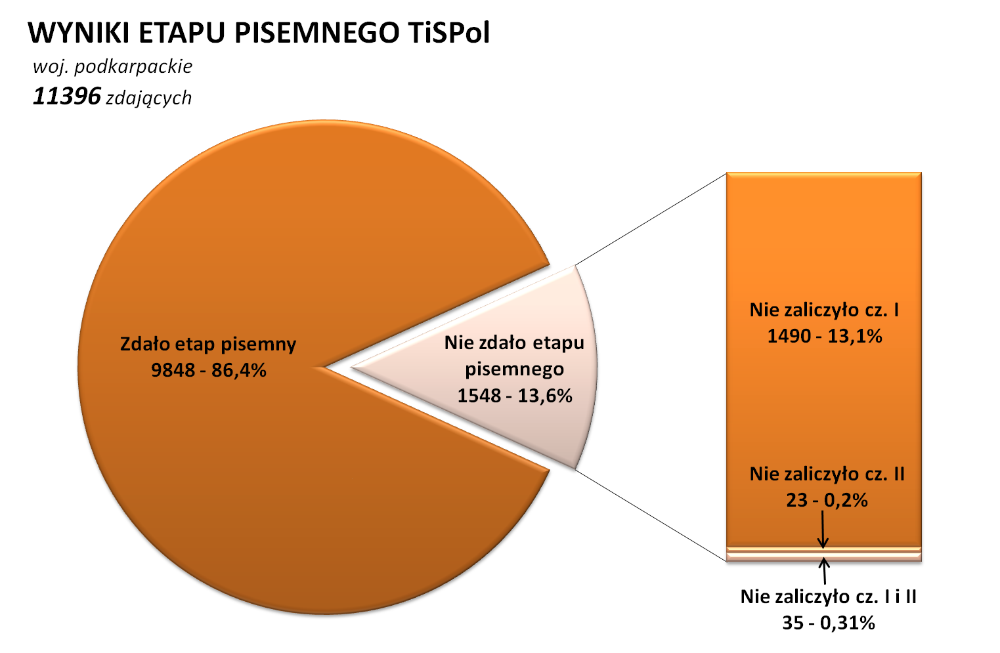 WYNIKI ETAPU PISEMNEGO TiSPol
woj. podkarpackie
11396 zdających
Zdało etap pisemny
9848 - 86,4%
Nie zdało etapu
pisemnego
1548 - 13,6%
Nie zaliczyło cz. I
1490 - 13,1%
Nie zaliczyło cz. II
23 - 0,2%
Nie zaliczyło cz. I i II
35 - 0,31%